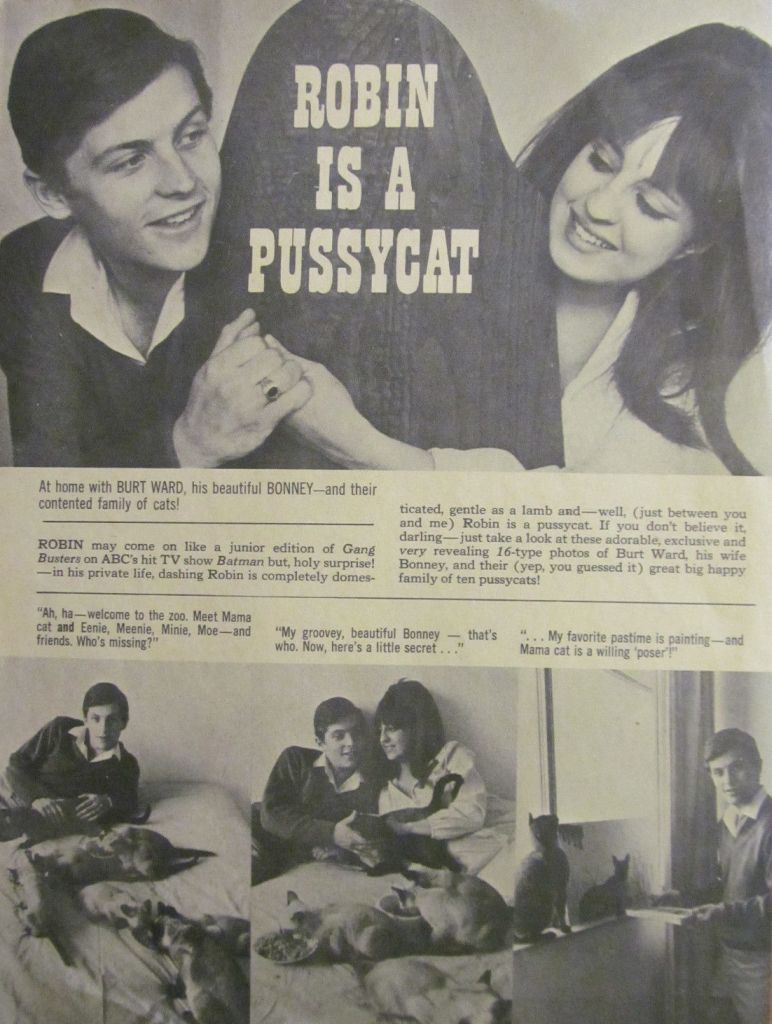 ROBIN
IS A
PUSSYCAT
At home with BURT WARD, his beautiful BONNEY—and their
contented family of cats!
ROBIN may come on like a junior edition of Gang
Busters on ABC's hit TV show Batman but, holy surprise!
—in his private life, dashing Robin is completely domes-
ticated, gentle as a lamb and—well, (just between you
and me) Robin is a pussycat. If you don't believe it,
darling—just take a look at these adorable, exclusive and
very revealing 16-type photos of Burt Ward, his wife
Bonney, and their (yep, you guessed it) great big happy
family of ten pussycats!
"Ah, ha—welcome to the zoo. Meet Mama
cat and Eenie, Meenie, Minie, Moe—and
friends. Who's missing?"
"My groovey, beautiful Bonney — that's
who. Now, here's a little secret . . ."
". . . My favorite pastime is painting—and
Mama cat is a willing 'poser'!"